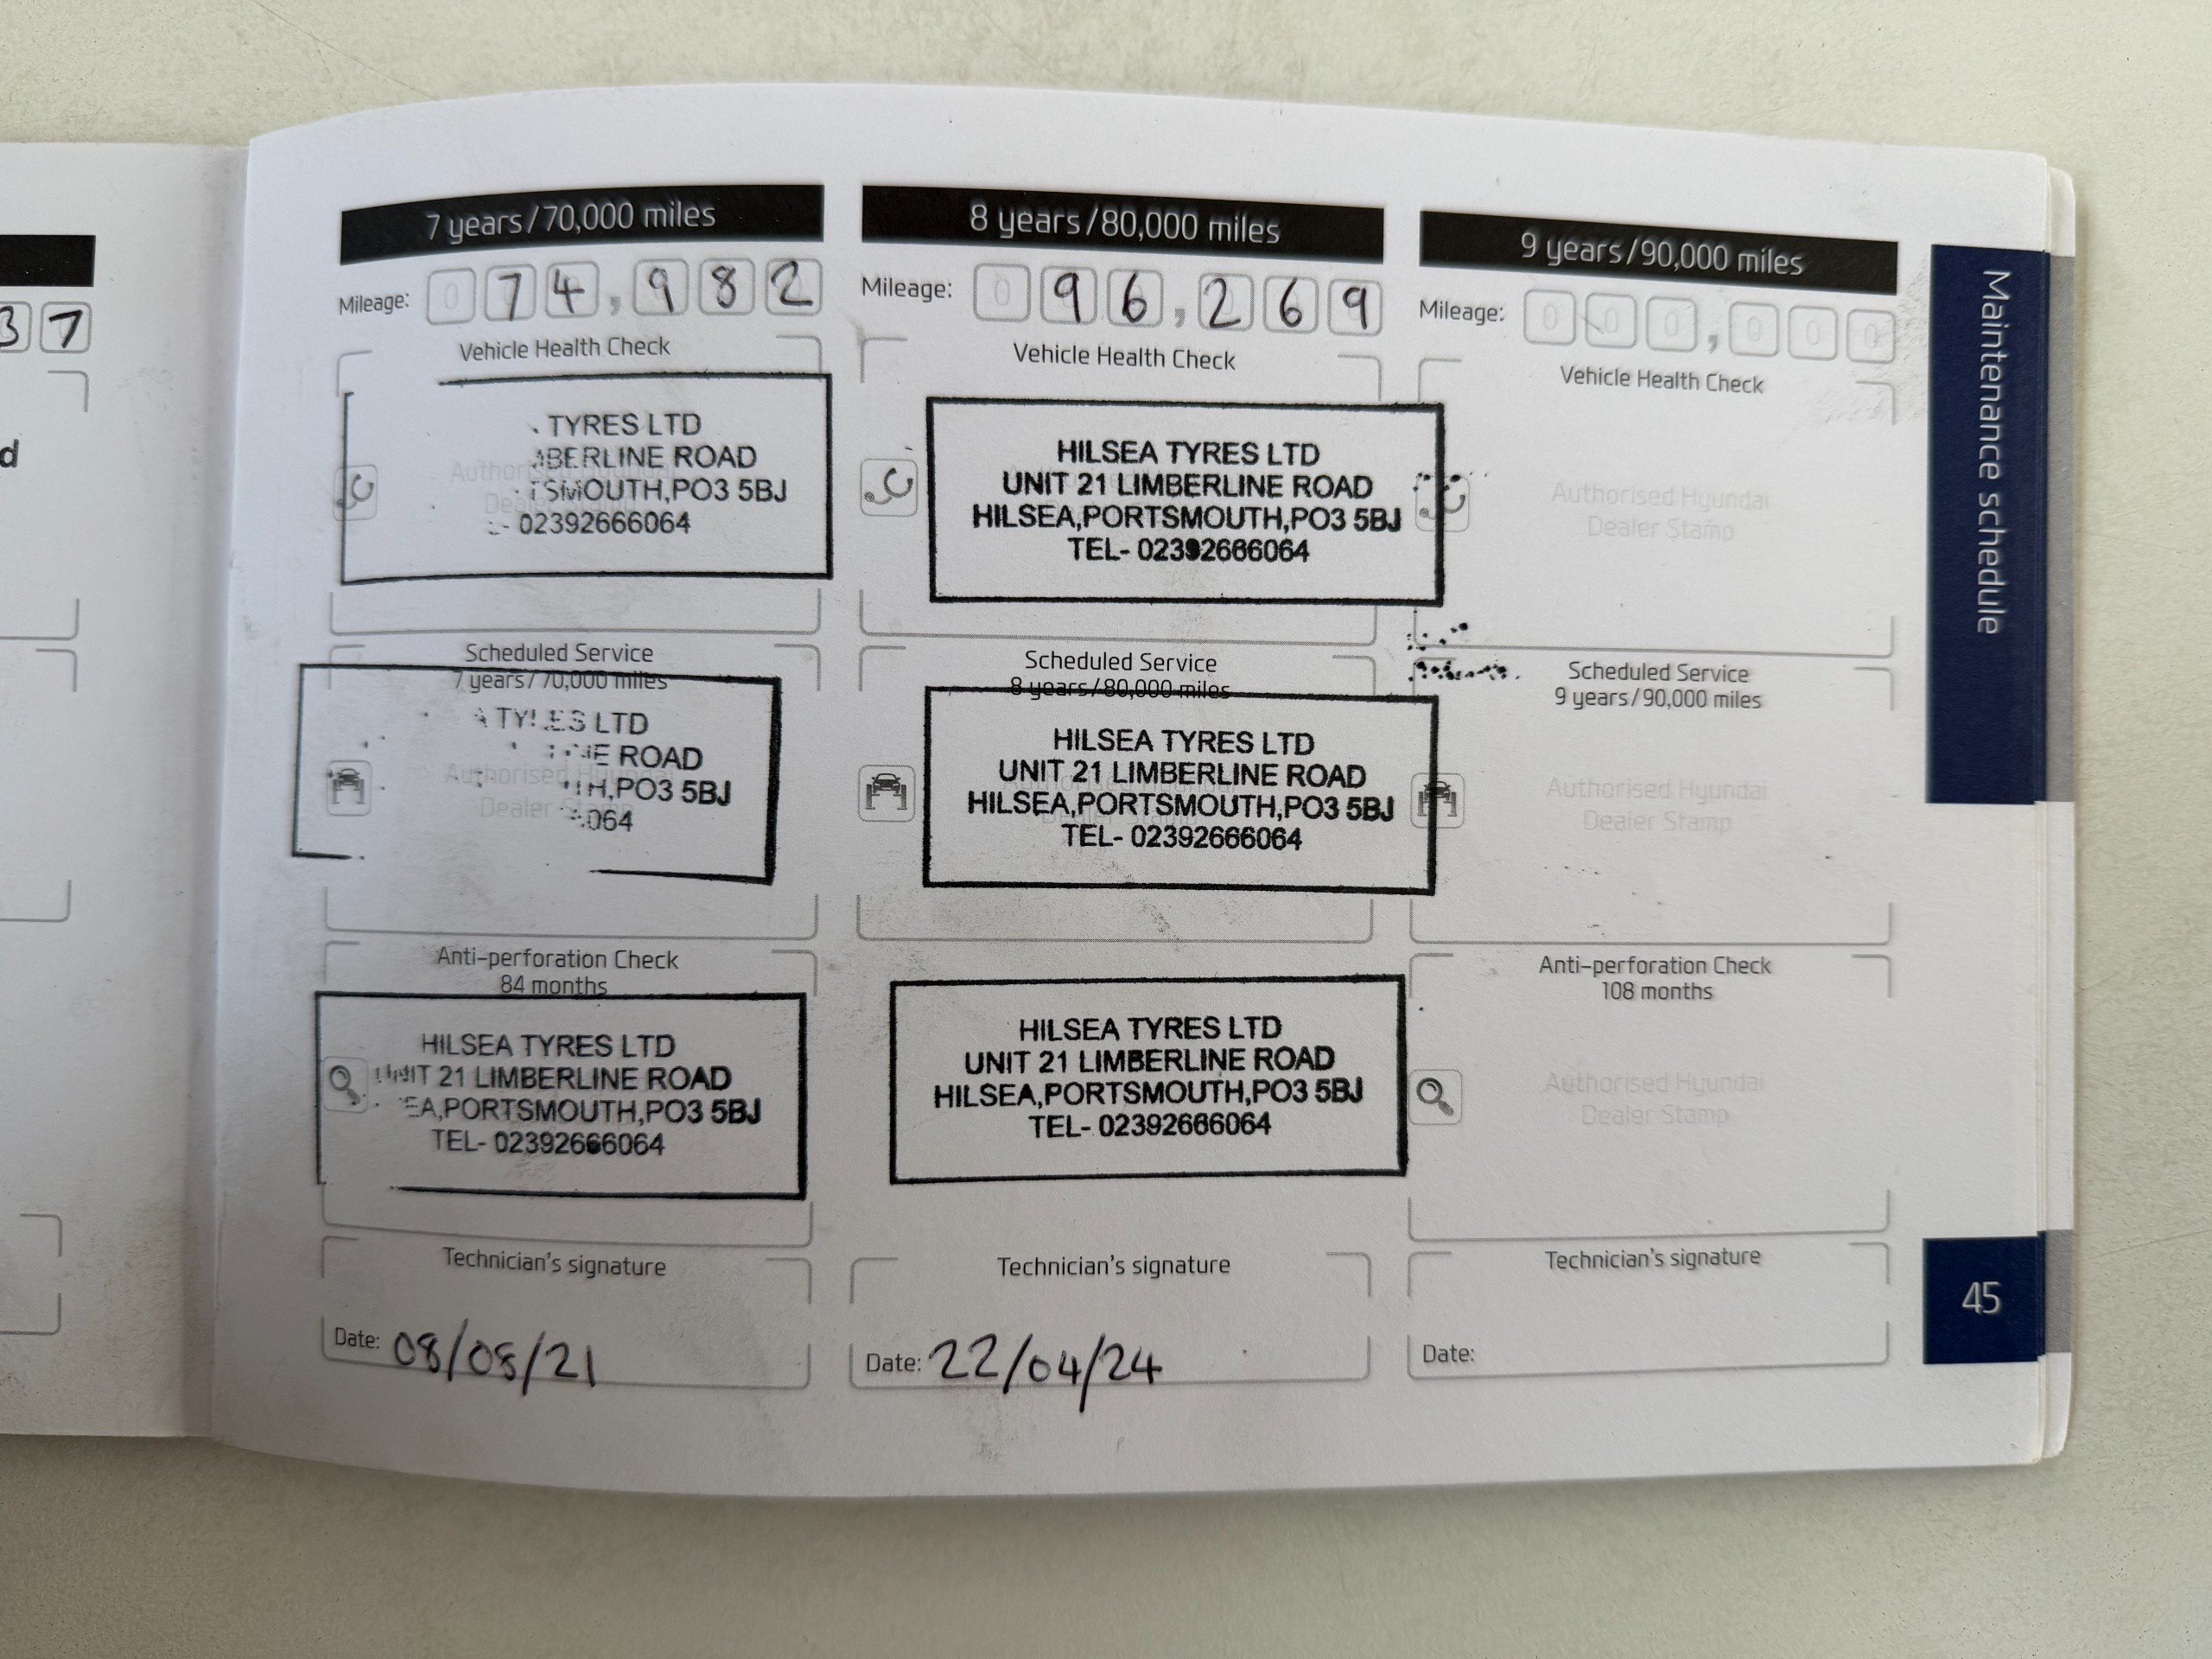 37
d
7 years/70,000 miles
Mileage: 074,982
Vehicle Health Check
TYRES LTD
ROAD
PO3 5BJ
02392666064
Scheduled Service
7 years/70,000 miles
LTD
ROAD
PO3 5BJ
064
Anti-perforation Check
84 months
HILSEA TYRES LTD
UNIT 21 LIMBERLINE ROAD
PORTSMOUTH,PO3 5BJ
TEL- 02392666064
Technician's signature
Date: 08/08/21
8 years/80,000 miles
Mileage: 096,269
Vehicle Health Check
HILSEA TYRES LTD
UNIT 21 LIMBERLINE ROAD
HILSEA,PORTSMOUTH,PO3 5BJ
TEL- 02392666064
Scheduled Service
8 years/80,000 miles
HILSEA TYRES LTD
UNIT 21 LIMBERLINE ROAD
HILSEA,PORTSMOUTH,PO3 5BJ
TEL- 02392666064
HILSEA TYRES LTD
UNIT 21 LIMBERLINE ROAD
HILSEA,PORTSMOUTH,PO3 5BJ
TEL- 02392666064
Technician's signature
Date: 22/04/24
9 years/90,000 miles
Mileage: 000,000
Vehicle Health Check
Authorised Hyundai
Dealer Stamp
Scheduled Service
9 years/90,000 miles
Authorised Hyundai
Dealer Stamp
Anti-perforation Check
108 months
Authorised Hyundai
Dealer Stamp
Technician's signature
Date:
Maintenance schedule
45